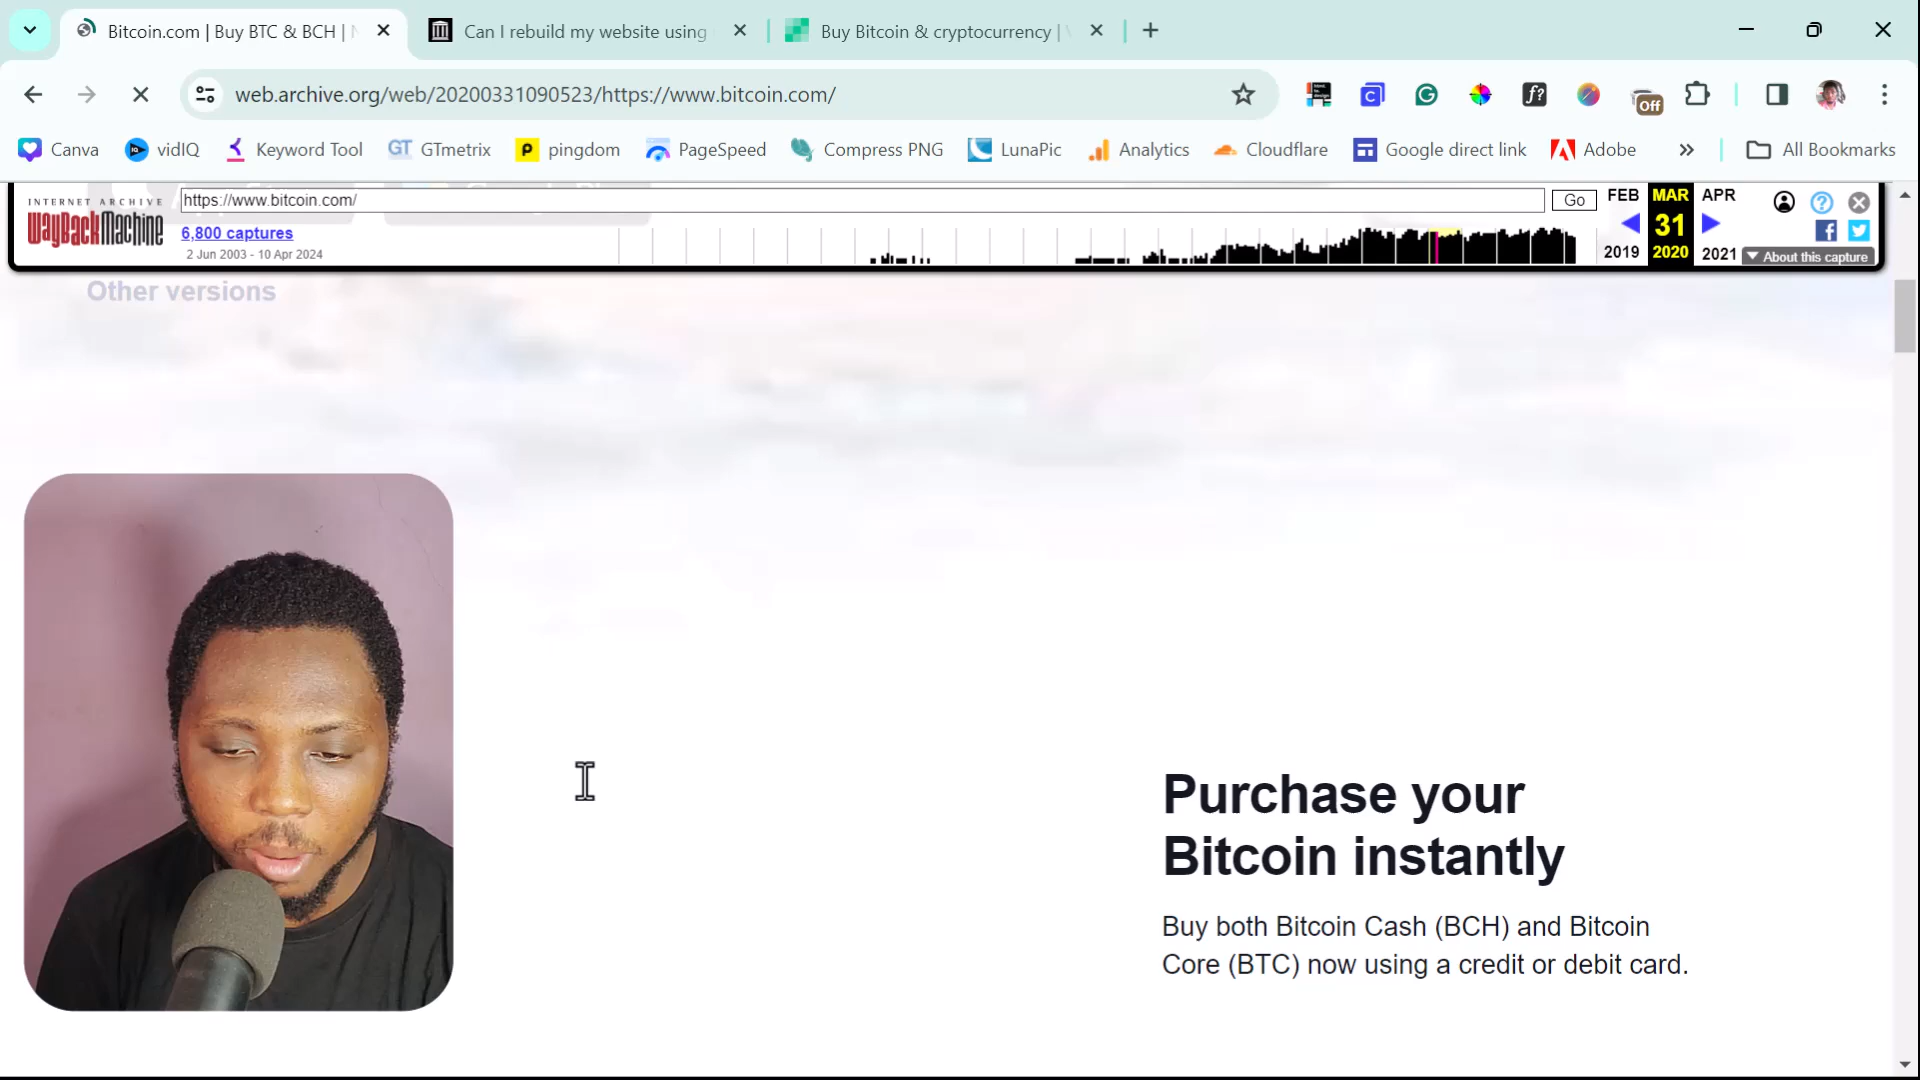 Bitcoin.com | Buy BTC & BCH |
Can I rebuild my website using
Buy Bitcoin & cryptocurrency |
web.archive.org/web/20200331090523/https://www.bitcoin.com/
f?
Off
Canva
vidIQ
Keyword Tool
GT GTmetrix
p pingdom
PageSpeed
Compress PNG
LunaPic
Analytics
Cloudflare
Google direct link
Adobe
»
All Bookmarks
INTERNET ARCHIVE
WayBackMachine
https://www.bitcoin.com/
Go
FEB MAR APR
6,800 captures
31
2 Jun 2003 - 10 Apr 2024
2019 2020 2021
About this capture
Other versions
Purchase your
Bitcoin instantly
Buy both Bitcoin Cash (BCH) and Bitcoin
Core (BTC) now using a credit or debit card.